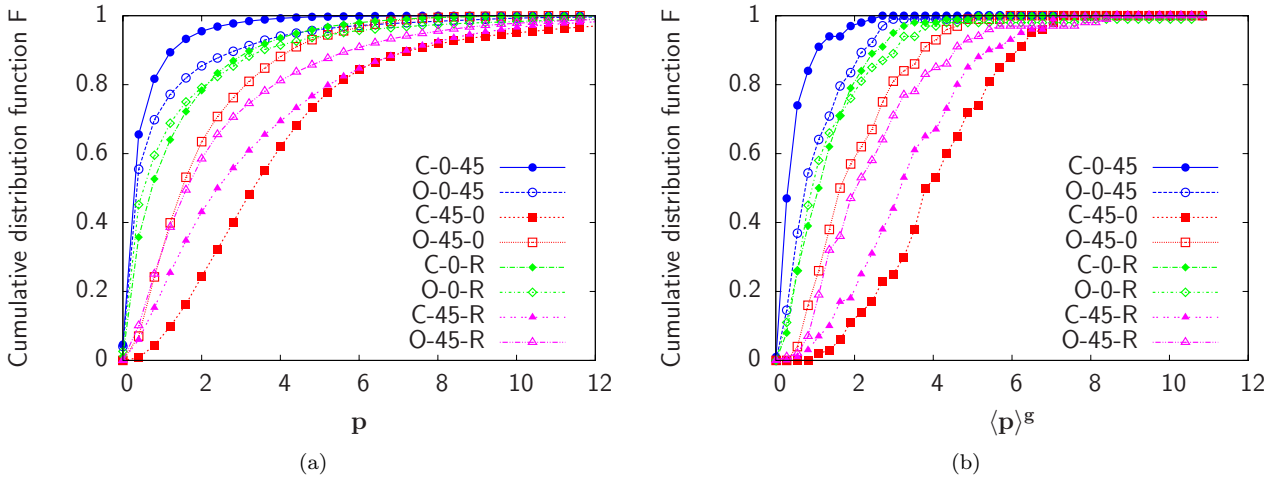 Cumulative distribution function F
1
0.8
0.6
0.4
0.2
0
0 2 4 6 8 10 12
p
C-0-45
O-0-45
C-45-0
O-45-0
C-0-R
O-0-R
C-45-R
O-45-R
(a)
Cumulative distribution function F
1
0.8
0.6
0.4
0.2
0
0 2 4 6 8 10 12
⟨p⟩ᵍ
C-0-45
O-0-45
C-45-0
O-45-0
C-0-R
O-0-R
C-45-R
O-45-R
(b)